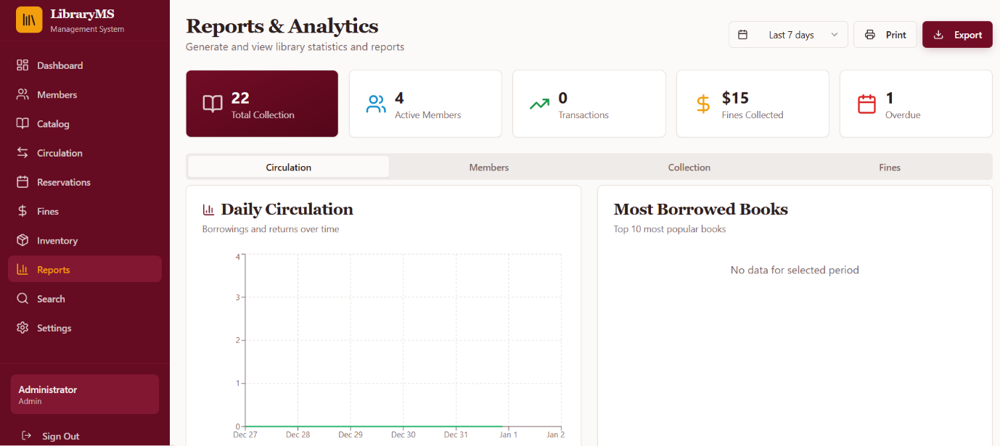 LibraryMS
Management System
Dashboard
Members
Catalog
Circulation
Reservations
Fines
Inventory
Reports
Search
Settings
Administrator
Admin
Sign Out
Reports & Analytics
Generate and view library statistics and reports
Last 7 days
Print
Export
22
Total Collection
4
Active Members
0
Transactions
$15
Fines Collected
1
Overdue
Circulation Members Collection Fines
Daily Circulation
Borrowings and returns over time
4
3
2
1
0
Dec 27 Dec 28 Dec 29 Dec 30 Dec 31 Jan 1 Jan 2
Most Borrowed Books
Top 10 most popular books
No data for selected period